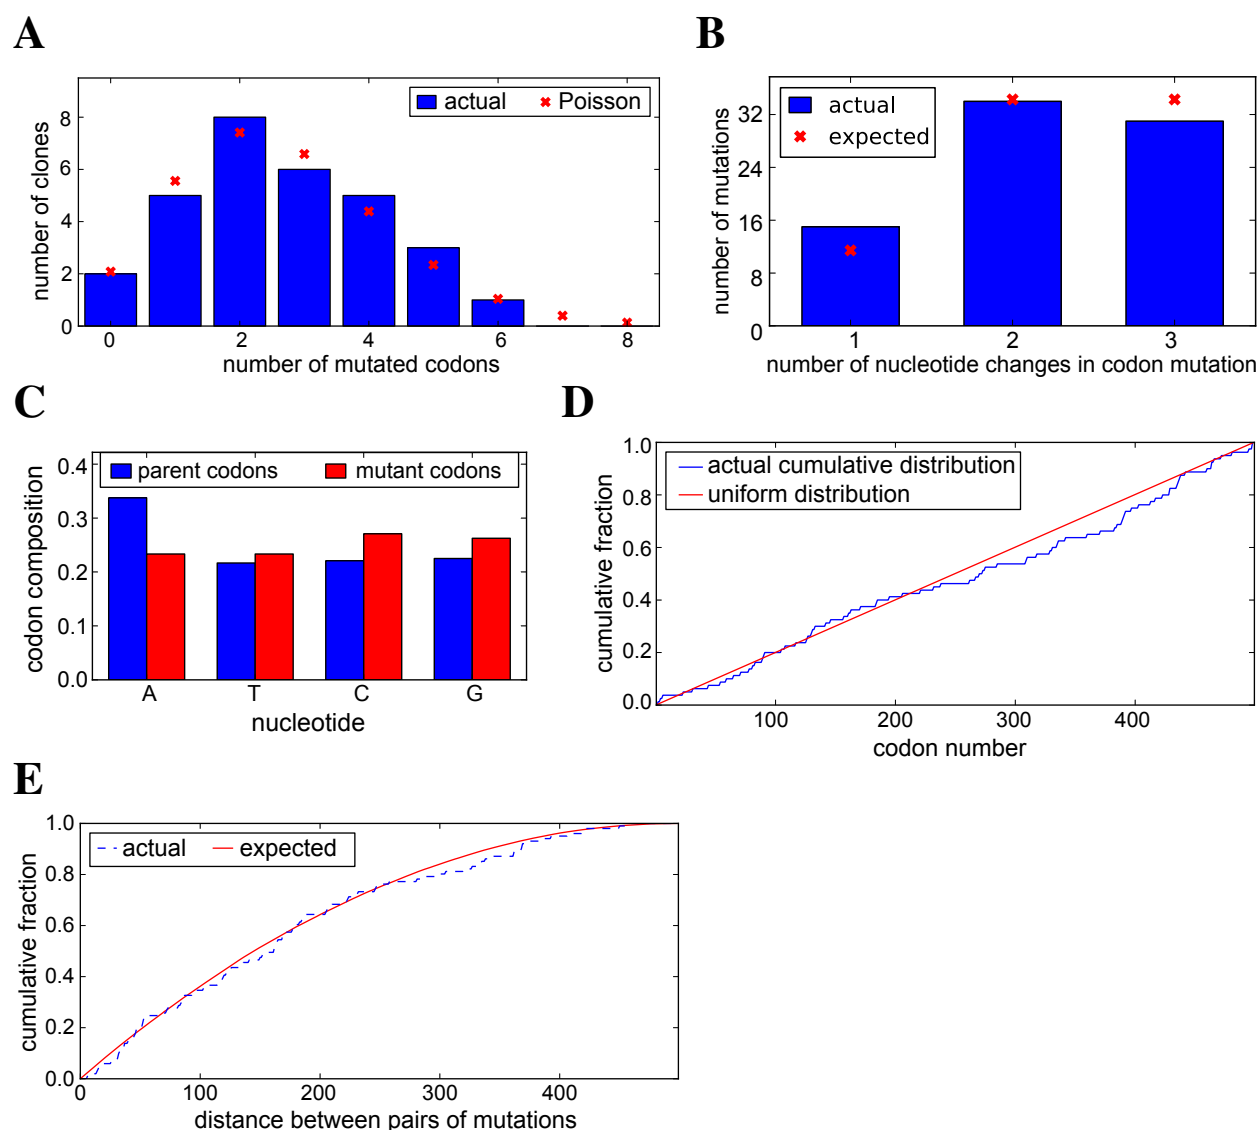 A
B
actual Poisson
number of clones
0 2 4 6 8
0 2 4 6 8
number of mutated codons
actual
expected
number of mutations
0 8 16 32
1 2 3
number of nucleotide changes in codon mutation
C
D
parent codons mutant codons
codon composition
0.0 0.1 0.2 0.3 0.4
A T C G
nucleotide
actual cumulative distribution
uniform distribution
cumulative fraction
0.0 0.2 0.4 0.6 0.8 1.0
100 200 300 400
codon number
E
actual expected
cumulative fraction
0.0 0.2 0.4 0.6 0.8 1.0
0 100 200 300 400
distance between pairs of mutations